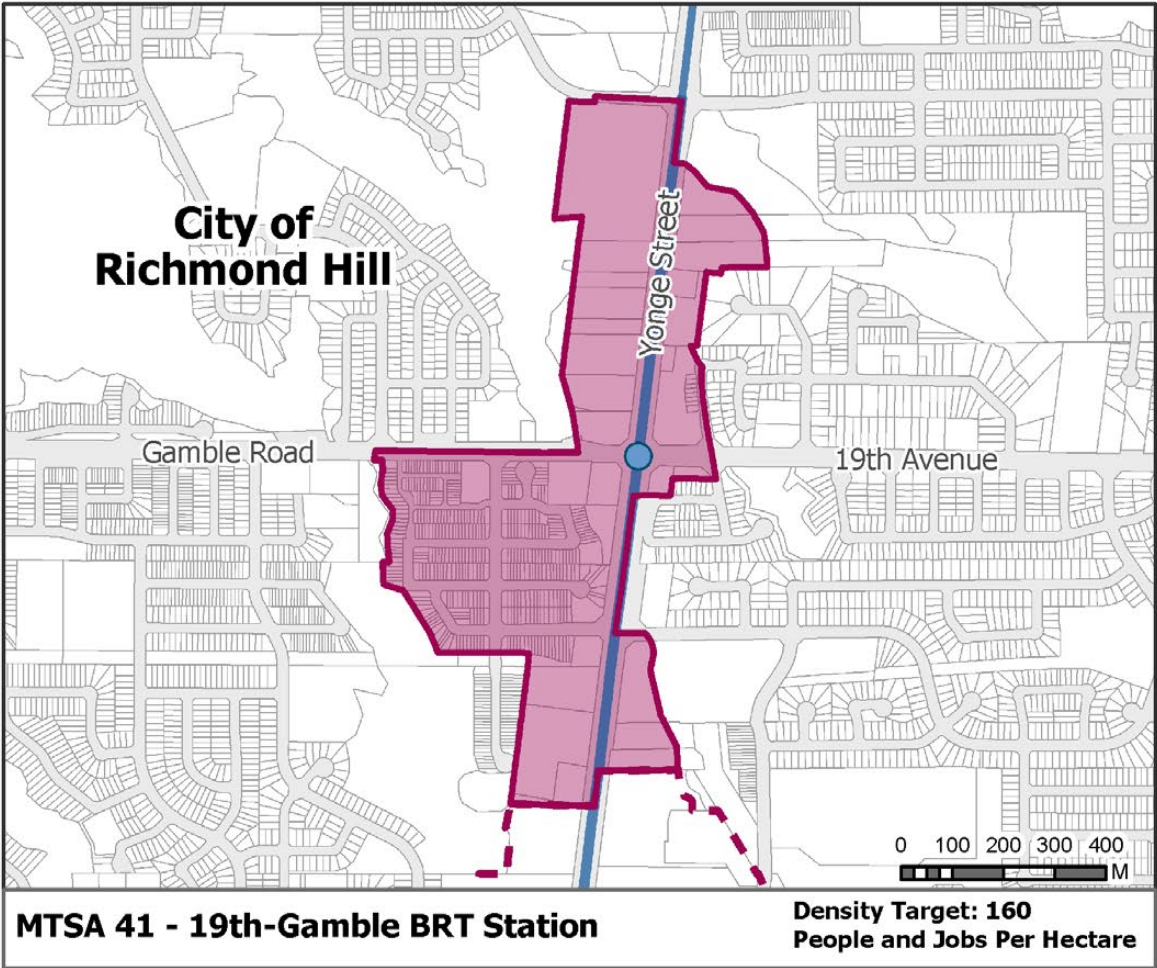 City of
Richmond Hill
Yonge Street
Gamble Road
19th Avenue
0 100 200 300 400
M
MTSA 41 - 19th-Gamble BRT Station
Density Target: 160
People and Jobs Per Hectare